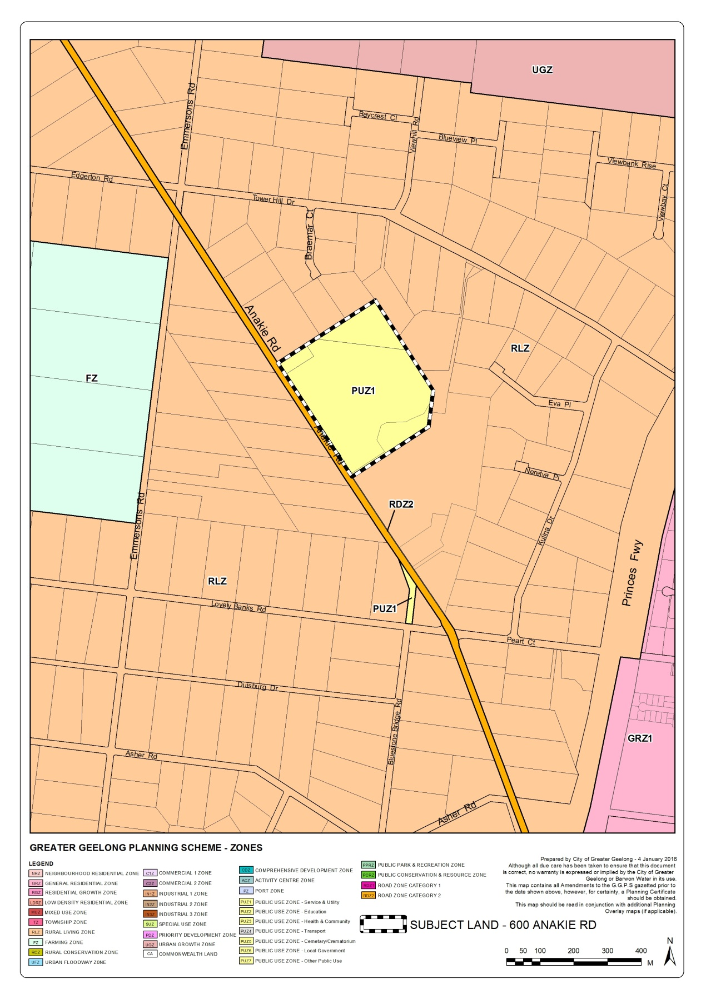 UGZ
Emmersons Rd
Baycrest Cl
Viewhill Rd
Blueview Pl
Viewbank Rise
Viewbay Ct
Edgerton Rd
Tower Hill Dr
Braemar Ct
Anakie Rd
RLZ
FZ
PUZ1
Eva Pl
Anakie Rd
Neretva Pl
RDZ2
Emmersons Rd
Kulina Dr
Princes Fwy
RLZ
PUZ1
Lovely Banks Rd
Peart Ct
Duisburg Dr
Bluestone Bridge Rd
GRZ1
Asher Rd
Asher Rd
GREATER GEELONG PLANNING SCHEME - ZONES
LEGEND
NRZ NEIGHBOURHOOD RESIDENTIAL ZONE
GRZ GENERAL RESIDENTIAL ZONE
RGZ RESIDENTIAL GROWTH ZONE
LDRZ LOW DENSITY RESIDENTIAL ZONE
MUZ MIXED USE ZONE
TZ TOWNSHIP ZONE
RLZ RURAL LIVING ZONE
FZ FARMING ZONE
RCZ RURAL CONSERVATION ZONE
UFZ URBAN FLOODWAY ZONE
C1Z COMMERCIAL 1 ZONE
C2Z COMMERCIAL 2 ZONE
IN1Z INDUSTRIAL 1 ZONE
IN2Z INDUSTRIAL 2 ZONE
IN3Z INDUSTRIAL 3 ZONE
SUZ SPECIAL USE ZONE
PDZ PRIORITY DEVELOPMENT ZONE
UGZ URBAN GROWTH ZONE
CA COMMONWEALTH LAND
CDZ COMPREHENSIVE DEVELOPMENT ZONE
ACZ ACTIVITY CENTRE ZONE
PZ PORT ZONE
PUZ1 PUBLIC USE ZONE - Service & Utility
PUZ2 PUBLIC USE ZONE - Education
PUZ3 PUBLIC USE ZONE - Health & Community
PUZ4 PUBLIC USE ZONE - Transport
PUZ5 PUBLIC USE ZONE - Cemetary/Crematorium
PUZ6 PUBLIC USE ZONE - Local Government
PUZ7 PUBLIC USE ZONE - Other Public Use
PPRZ PUBLIC PARK & RECREATION ZONE
PCRZ PUBLIC CONSERVATION & RESOURCE ZONE
RDZ1 ROAD ZONE CATEGORY 1
RDZ2 ROAD ZONE CATEGORY 2
SUBJECT LAND - 600 ANAKIE RD
Prepared by City of Greater Geelong - 4 January 2016
Although all due care has been taken to ensure that this document
is correct, no warranty is expressed or implied by the City of Greater
Geelong or Barwon Water in its use.
This map contains all Amendments to the G.G.P.S gazetted prior to
the date shown above, however, for certainty, a Planning Certificate
should be obtained.
This map should be read in conjunction with additional Planning
Overlay maps (if applicable).
N
0 50 100 200 300 400
M